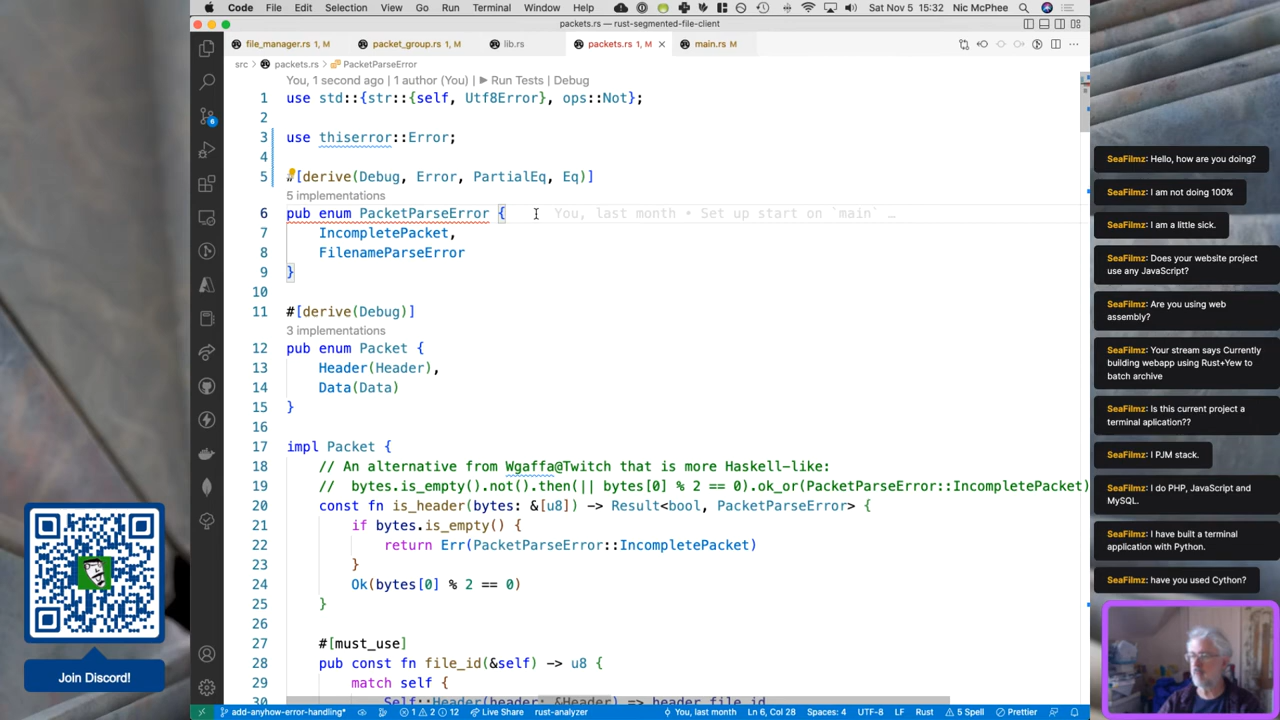 Code File Edit Selection View Go Run Terminal Window Help Sat Nov 5 15:32 Nic McPhee
packets.rs — rust-segmented-file-client
file_manager.rs 1, M packet_group.rs 1, M lib.rs packets.rs 1, M main.rs M
src > packets.rs > PacketParseError
You, 1 second ago | 1 author (You) | Run Tests | Debug
1 use std::{str::{self, Utf8Error}, ops::Not};
2
3 use thiserror::Error;
4
5 #[derive(Debug, Error, PartialEq, Eq)]
5 implementations
6 pub enum PacketParseError { You, last month • Set up start on `main` …
7 IncompletePacket,
8 FilenameParseError
9 }
10
11 #[derive(Debug)]
3 implementations
12 pub enum Packet {
13 Header(Header),
14 Data(Data)
15 }
16
17 impl Packet {
18 // An alternative from Wgaffa@Twitch that is more Haskell-like:
19 // bytes.is_empty().not().then(|| bytes[0] % 2 == 0).ok_or(PacketParseError::IncompletePacket)
20 const fn is_header(bytes: &[u8]) -> Result<bool, PacketParseError> {
21 if bytes.is_empty() {
22 return Err(PacketParseError::IncompletePacket)
23 }
24 Ok(bytes[0] % 2 == 0)
25 }
26
27 #[must_use]
28 pub const fn file_id(&self) -> u8 {
29 match self {
30 Self::Header(header: &Header) => header.file_id
add-anyhow-error-handling* 1 2 12 Live Share rust-analyzer You, last month Ln 6, Col 28 Spaces: 4 UTF-8 LF Rust 5 Spell Prettier
6
Join Discord!
SeaFilmz: Hello, how are you doing?
SeaFilmz: I am not doing 100%
SeaFilmz: I am a little sick.
SeaFilmz: Does your website project
use any JavaScript?
SeaFilmz: Are you using web
assembly?
SeaFilmz: Your stream says Currently
building webapp using Rust+Yew to
batch archive
SeaFilmz: Is this current project a
terminal aplication??
SeaFilmz: I PJM stack.
SeaFilmz: I do PHP, JavaScript and
MySQL.
SeaFilmz: I have built a terminal
application with Python.
SeaFilmz: have you used Cython?